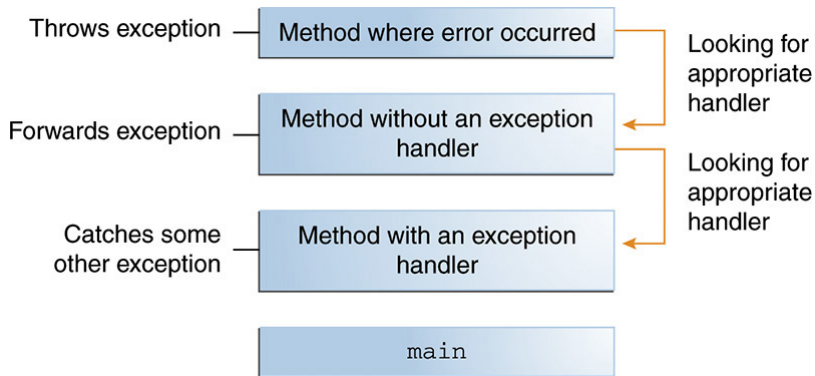 Throws exception
Method where error occurred
Looking for
appropriate
handler
Forwards exception
Method without an exception
handler
Looking for
appropriate
handler
Catches some
other exception
Method with an exception
handler
main